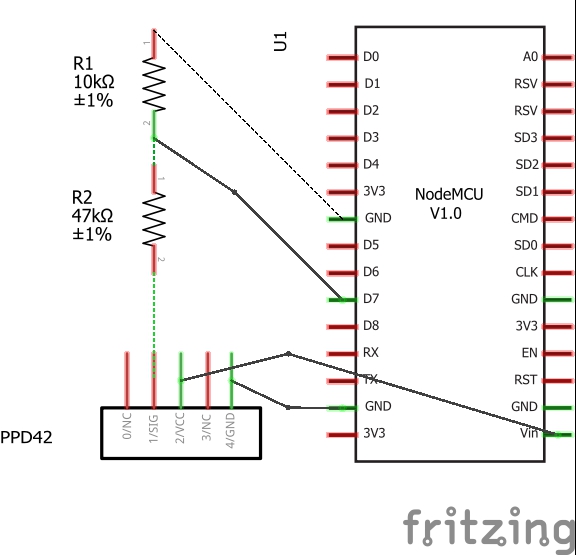 U1
R1
10kΩ
±1%
1
2
R2
47kΩ
±1%
1
2
NodeMCU
V1.0
D0
D1
D2
D3
D4
3V3
GND
D5
D6
D7
D8
RX
TX
GND
3V3
A0
RSV
RSV
SD3
SD2
SD1
CMD
SD0
CLK
GND
3V3
EN
RST
GND
Vin
PPD42
0/NC
1/SIG
2/VCC
3/NC
4/GND
fritzing